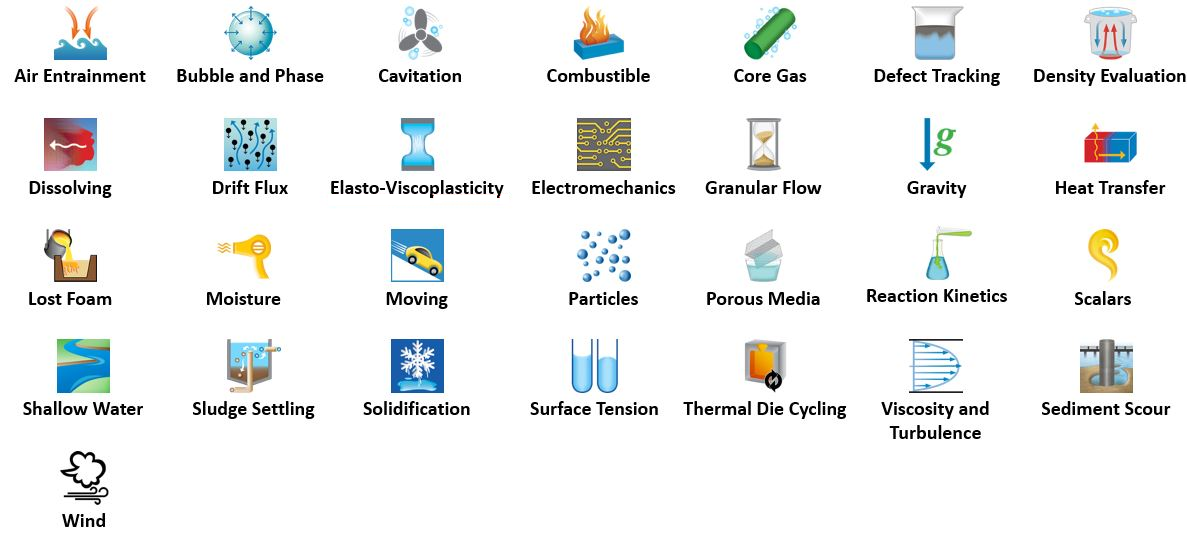 Air Entrainment
Bubble and Phase
Cavitation
Combustible
Core Gas
Defect Tracking
Density Evaluation
Dissolving
Drift Flux
Elasto-Viscoplasticity
Electromechanics
Granular Flow
g
Gravity
Heat Transfer
Lost Foam
Moisture
Moving
Particles
Porous Media
Reaction Kinetics
Scalars
Shallow Water
Sludge Settling
Solidification
Surface Tension
Thermal Die Cycling
Viscosity and
Turbulence
Sediment Scour
Wind